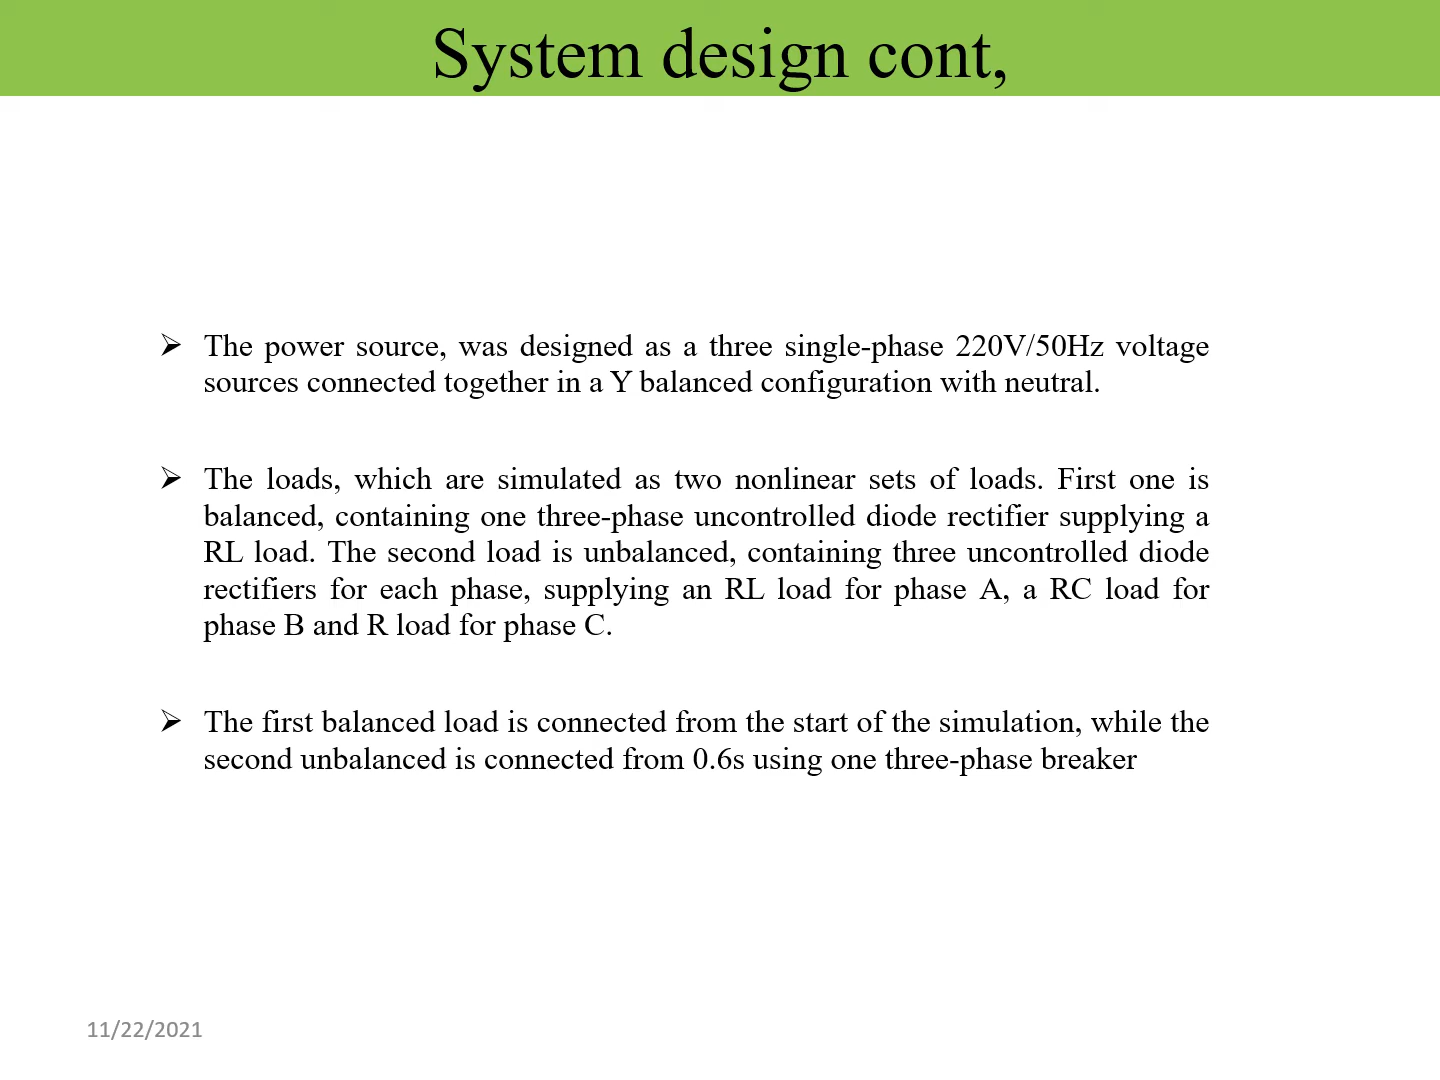 System design cont,
➢ The power source, was designed as a three single-phase 220V/50Hz voltage
sources connected together in a Y balanced configuration with neutral.
➢ The loads, which are simulated as two nonlinear sets of loads. First one is
balanced, containing one three-phase uncontrolled diode rectifier supplying a
RL load. The second load is unbalanced, containing three uncontrolled diode
rectifiers for each phase, supplying an RL load for phase A, a RC load for
phase B and R load for phase C.
➢ The first balanced load is connected from the start of the simulation, while the
second unbalanced is connected from 0.6s using one three-phase breaker
11/22/2021